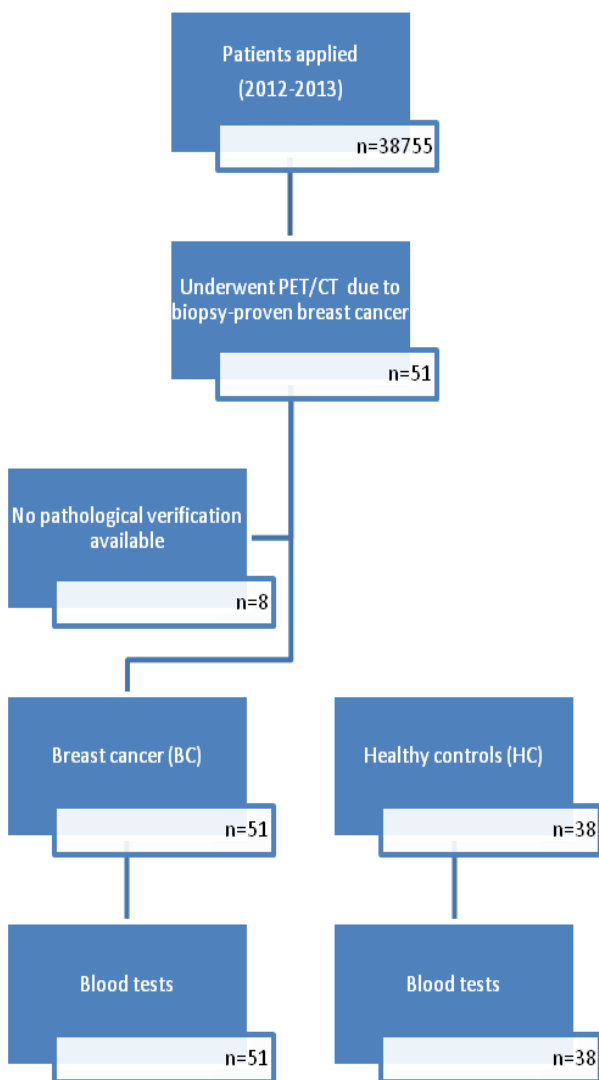 Patients applied
(2012-2013)
n=38755
Underwent PET/CT due to
biopsy-proven breast cancer
n=51
No pathological verification
available
n=8
Breast cancer (BC)
n=51
Healthy controls (HC)
n=38
Blood tests
n=51
Blood tests
n=38